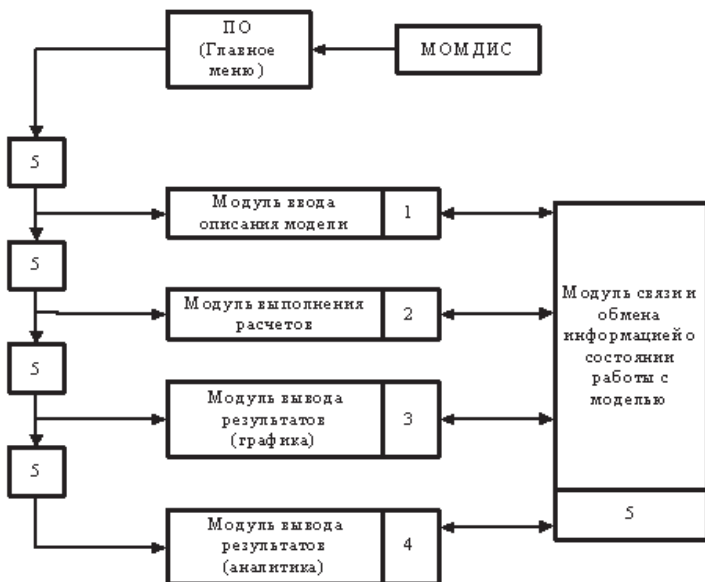 ПО
(Главное
меню)
МОМДИС
5
Модуль ввода
описания модели
1
5
Модуль выполнения
расчетов
2
Модуль связи и
обмена
информацией о
состоянии
работы с
моделью
5
Модуль вывода
результатов
(графика)
3
5
5
Модуль вывода
результатов
(аналитика)
4